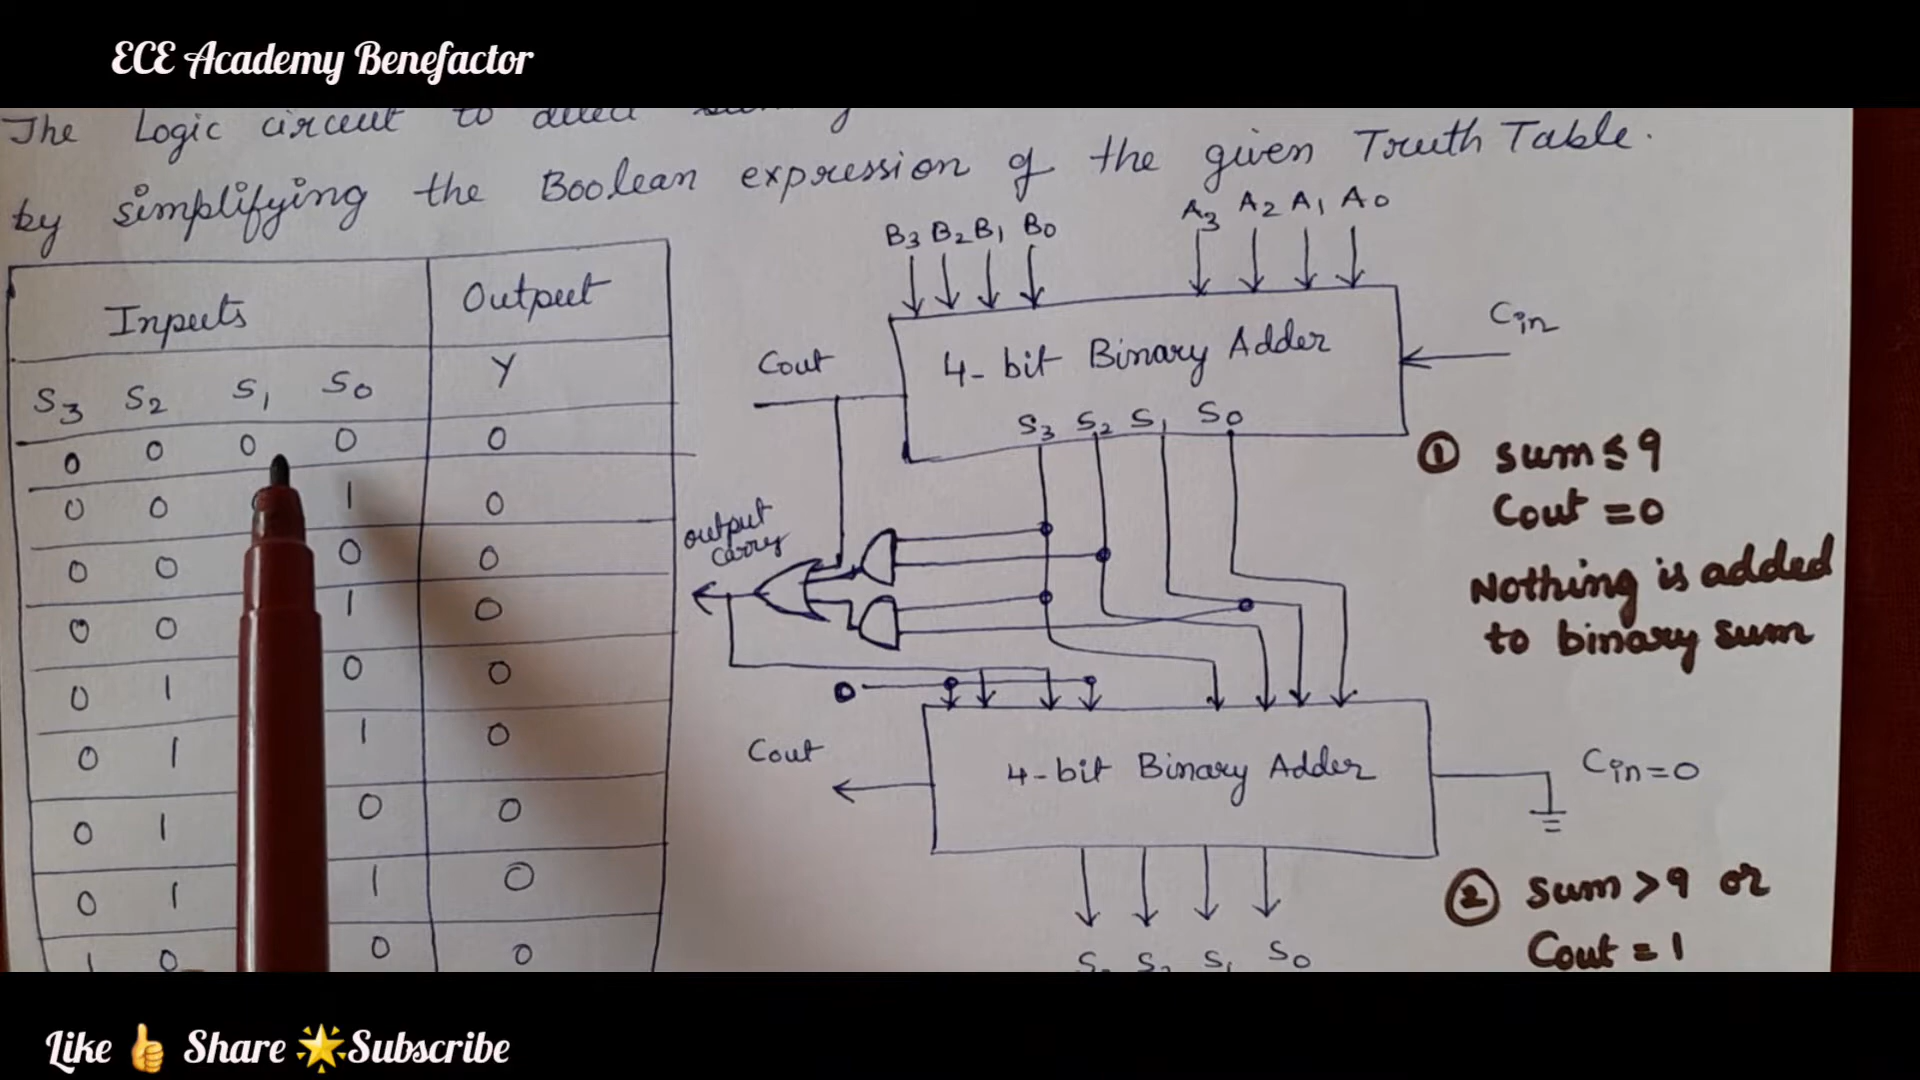 ECE Academy Benefactor
The Logic circuit to
by simplifying the Boolean expression of the given Truth Table.
Inputs Output
S3 S2 S1 S0 Y
0 0 0 0 0
0 0 1 0
0 0 0 0
0 0 1 0
0 1 0 0
0 1 1 0
0 1 0 0
0 1 1 0
1 0 0 0
B3 B2 B1 B0 A3 A2 A1 A0
Cout 4-bit Binary Adder Cin
S3 S2 S1 S0
output
carry
0
Cout 4-bit Binary Adder Cin=0
S1 S0
① sum≤9
Cout =0
Nothing is added
to binary sum
② sum >9 or
Cout = 1
Like 👍 Share 🌟Subscribe